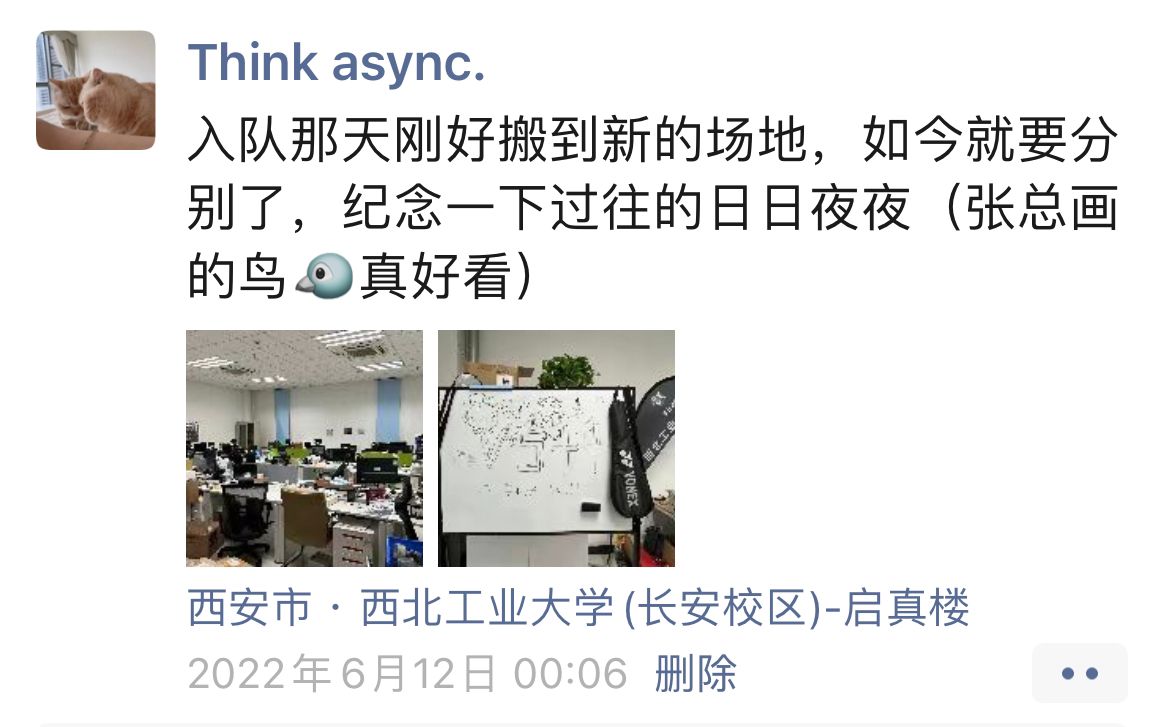 Think async.
入队那天刚好搬到新的场地，如今就要分
别了，纪念一下过往的日日夜夜（张总画
的鸟🐦真好看）
YONEX
西安市 · 西北工业大学(长安校区)-启真楼
2022年6月12日 00:06 删除